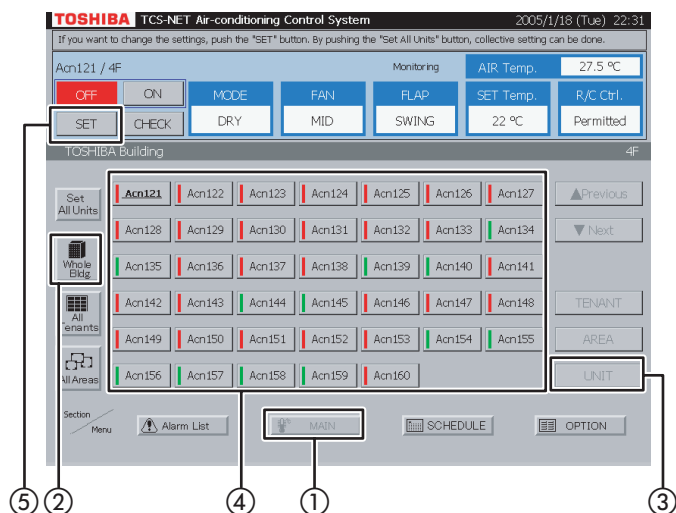 TOSHIBA TCS-NET Air-conditioning Control System 2005/1/18 (Tue) 22:31
If you want to change the settings, push the "SET" button. By pushing the "Set All Units" button, collective setting can be done.
Acn121 / 4F Monitoring AIR Temp. 27.5 °C
OFF ON MODE FAN FLAP SET Temp. R/C Ctrl.
SET CHECK DRY MID SWING 22 °C Permitted
TOSHIBA Building 4F
Set
All Units
Acn121 Acn122 Acn123 Acn124 Acn125 Acn126 Acn127 ▲Previous
Acn128 Acn129 Acn130 Acn131 Acn132 Acn133 Acn134 ▼Next
Whole
Bldg
Acn135 Acn136 Acn137 Acn138 Acn139 Acn140 Acn141
Acn142 Acn143 Acn144 Acn145 Acn146 Acn147 Acn148 TENANT
All
Tenants
Acn149 Acn150 Acn151 Acn152 Acn153 Acn154 Acn155 AREA
All Areas
Acn156 Acn157 Acn158 Acn159 Acn160 UNIT
Section
Menu
Alarm List MAIN SCHEDULE OPTION
⑤ ② ④ ① ③